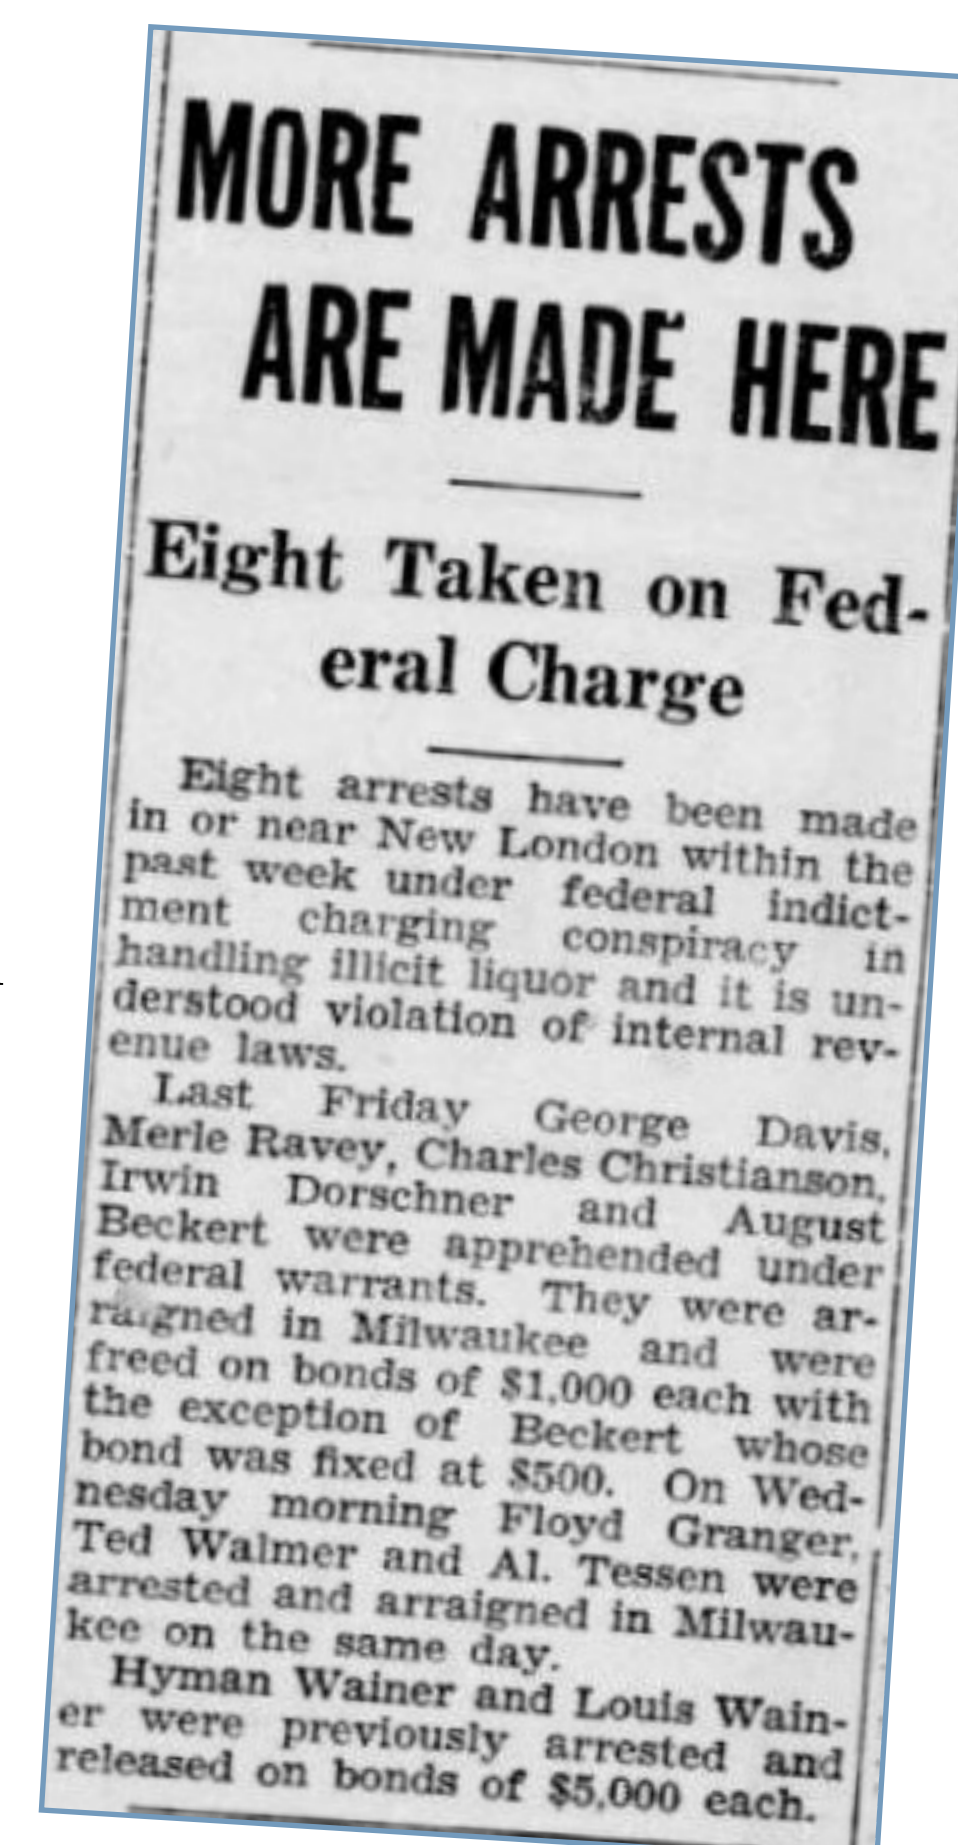 MORE ARRESTS
ARE MADE HERE
Eight Taken on Fed-
eral Charge
Eight arrests have been made
in or near New London within the
past week under federal indict-
ment charging conspiracy in
handling illicit liquor and it is un-
derstood violation of internal rev-
enue laws.
Last Friday George Davis,
Merle Ravey, Charles Christianson,
Irwin Dorschner and August
Beckert were apprehended under
federal warrants. They were ar-
raigned in Milwaukee and were
freed on bonds of $1,000 each with
the exception of Beckert whose
bond was fixed at $500. On Wed-
nesday morning Floyd Granger,
Ted Walmer and Al. Tessen were
arrested and arraigned in Milwau-
kee on the same day.
Hyman Wainer and Louis Wain-
er were previously arrested and
released on bonds of $5,000 each.